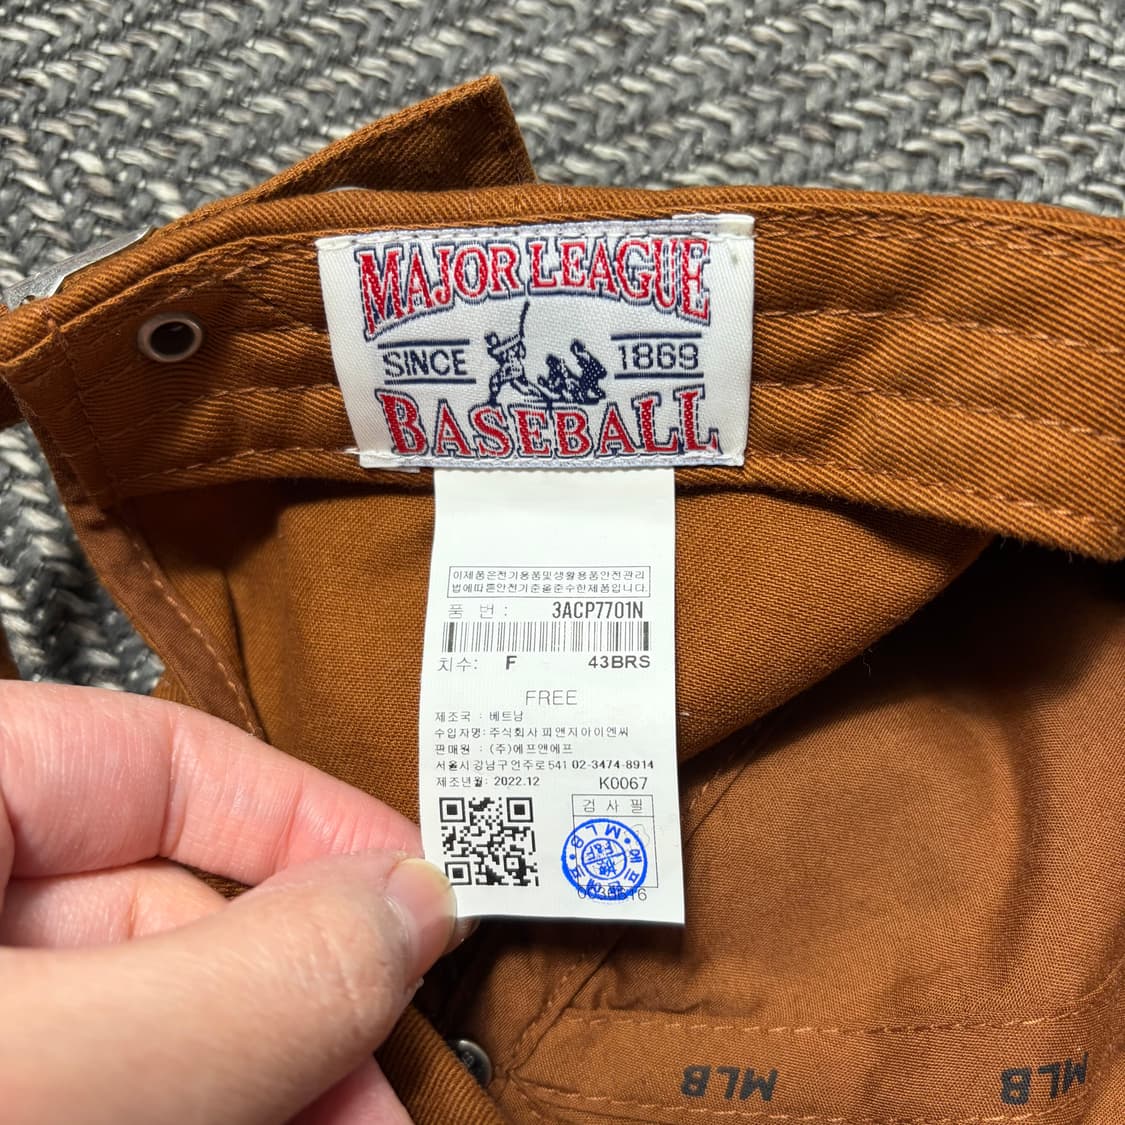 MAJOR LEAGUE
SINCE 1869
BASEBALL
이제품은전기용품및생활용품안전관리
법에따른안전기준을준수한제품입니다.
품 번 : 3ACP7701N
치수: F 43BRS
FREE
제조국 : 베트남
수입자명: 주식회사 피앤지아이엔씨
판매원 : (주)에프앤에프
서울시강남구언주로541 02-3474-8914
제조년월: 2022.12 K0067
검 사 필
MLB
F&F
MLB MLB